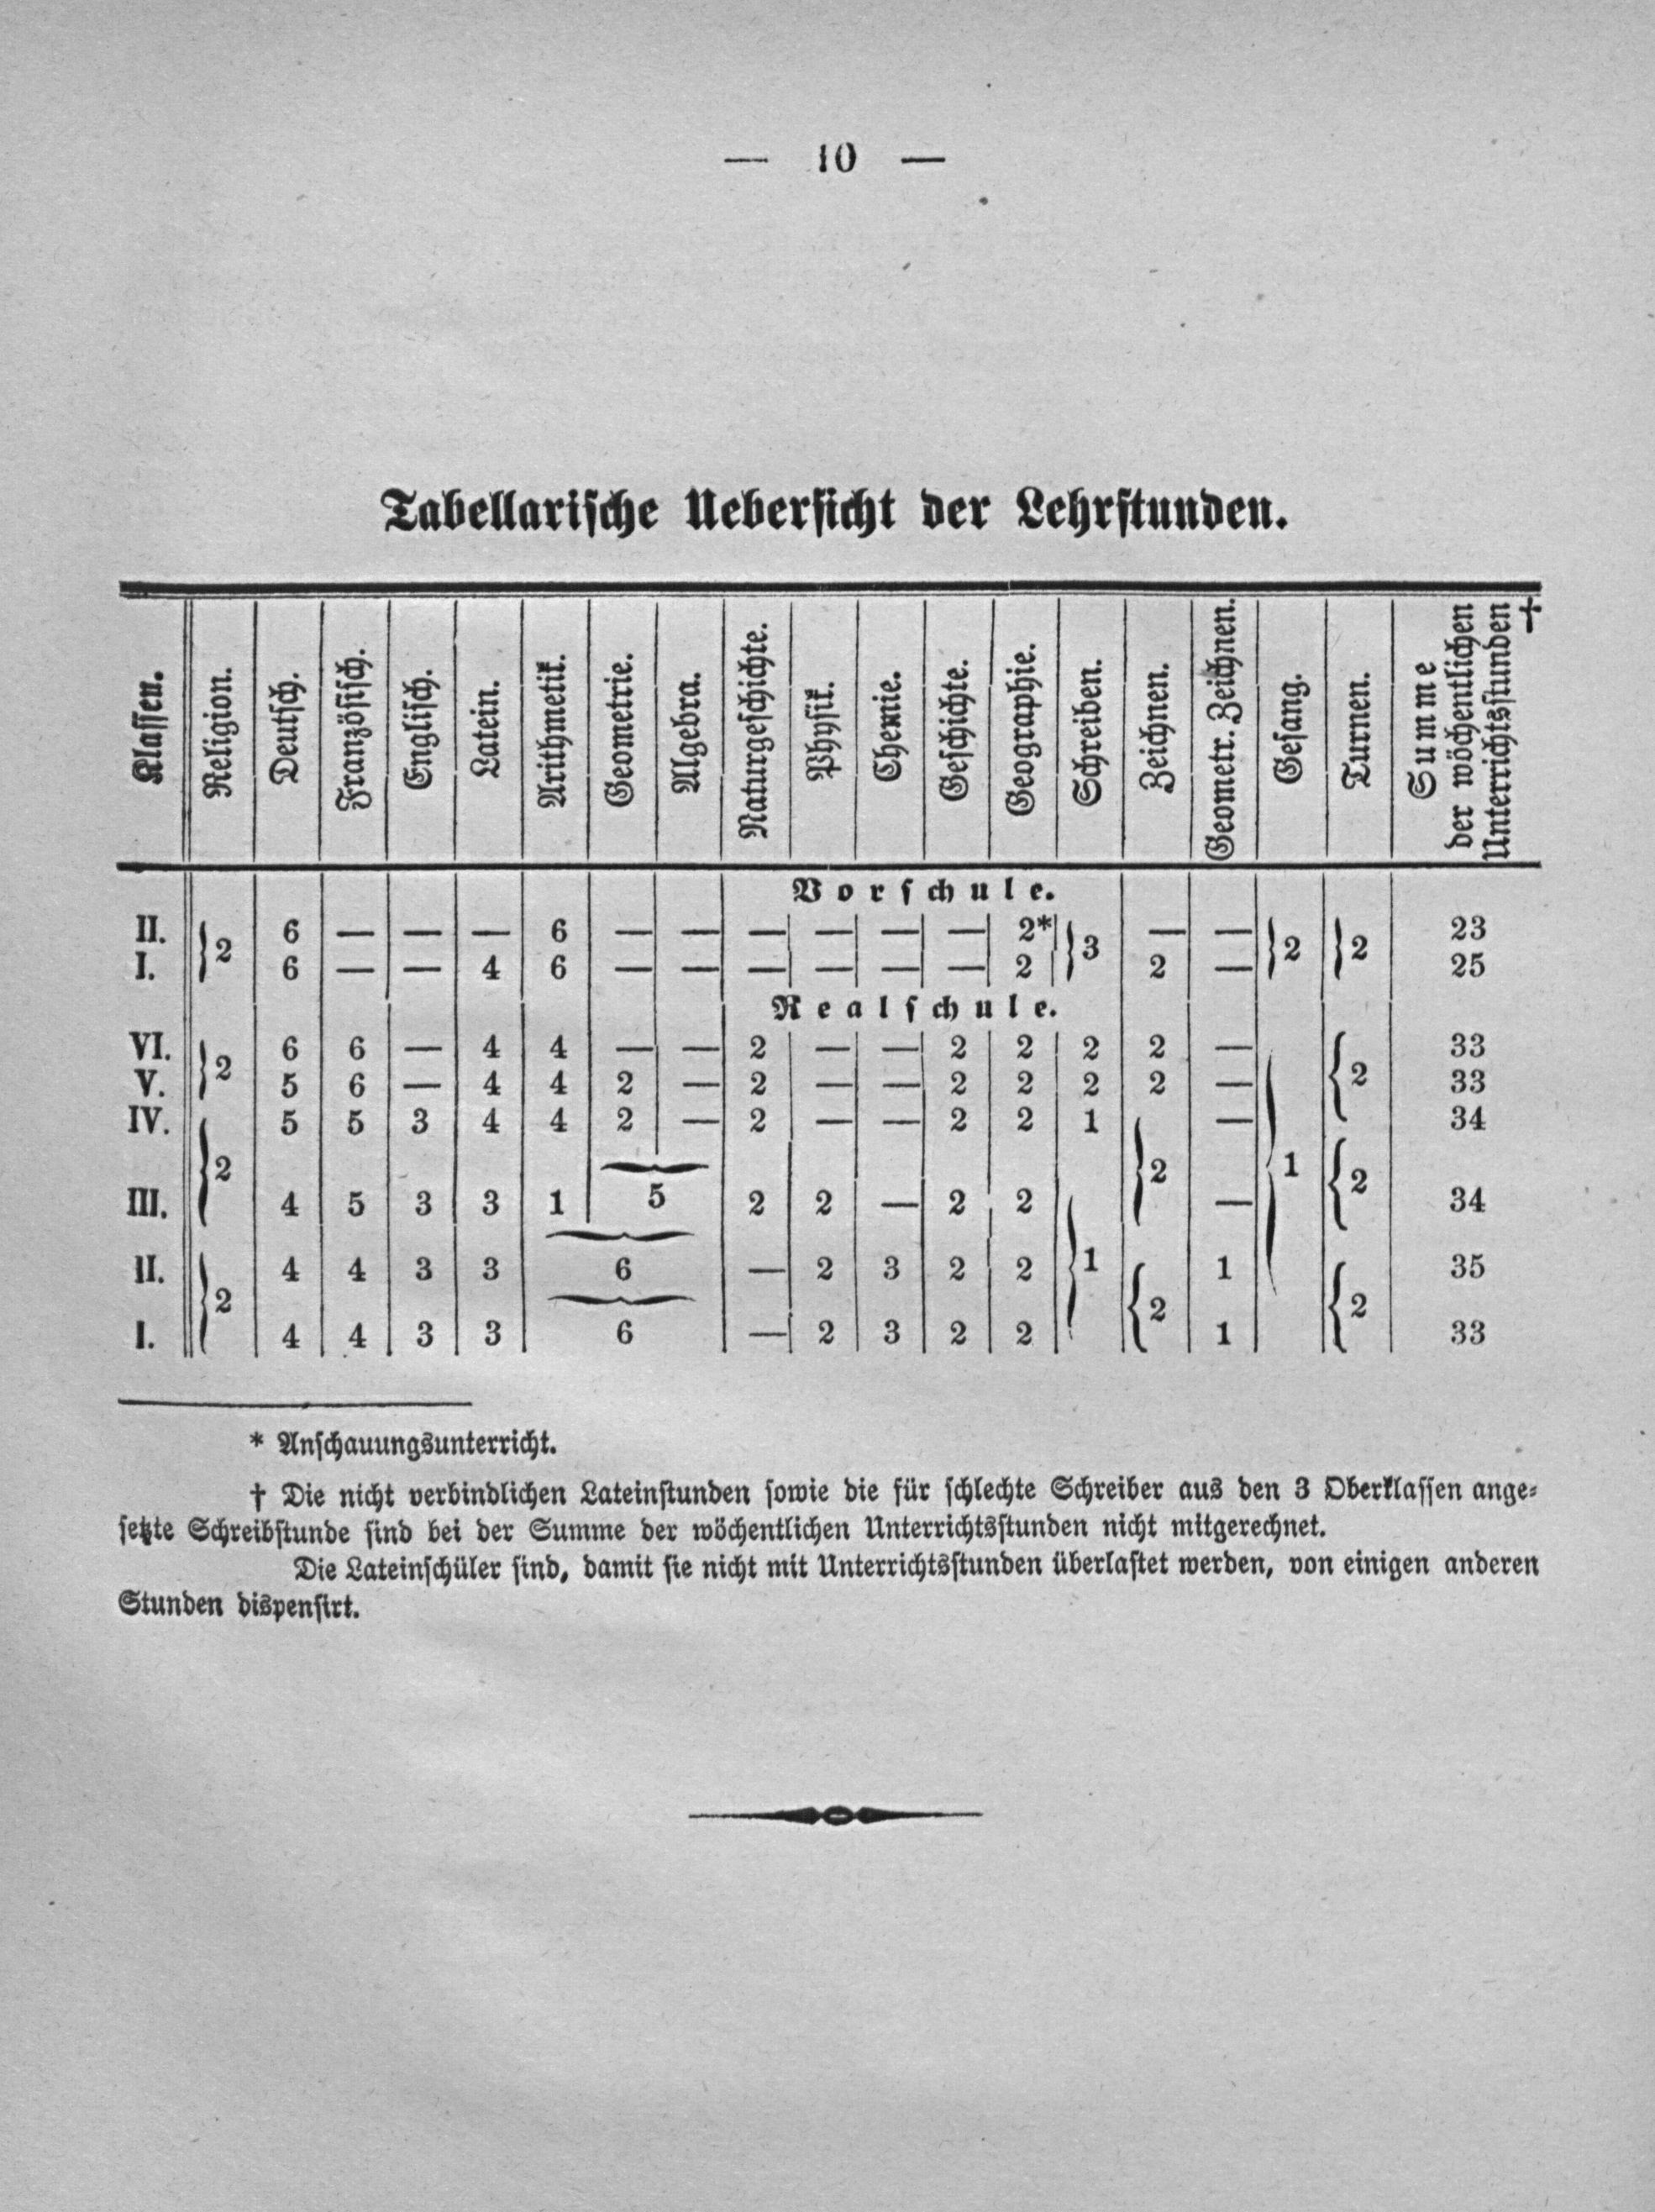 — 10 —
Tabellarische Uebersicht der Lehrstunden.
Klassen. Religion. Deutsch. Französisch. Englisch. Latein. Arithmetik. Geometrie. Algebra. Naturgeschichte. Physik. Chemie. Geschichte. Geographie. Schreiben. Zeichnen. Geometr. Zeichnen. Gesang. Turnen. Summe der wöchentlichen Unterrichtsstunden †
Vorschule.
II. } 2 6 — — — 6 — — — — — — 2* } 3 — — } 2 } 2 23
I. 6 — — 4 6 — — — — — — 2 2 — 25
Realschule.
VI. } 2 6 6 — 4 4 — — 2 — — 2 2 2 2 — { 2 33
V. 5 6 — 4 4 2 — 2 — — 2 2 2 2 — 33
IV. } 2 5 5 3 4 4 2 — 2 — — 2 2 1 } 2 — } 1 34
III. 4 5 3 3 1 5 2 2 — 2 2 — { 2 34
II. } 2 4 4 3 3 6 — 2 3 2 2 } 1 { 2 1 { 2 35
I. 4 4 3 3 6 — 2 3 2 2 1 33
* Anschauungsunterricht.
† Die nicht verbindlichen Lateinstunden sowie die für schlechte Schreiber aus den 3 Oberklassen ange-
setzte Schreibstunde sind bei der Summe der wöchentlichen Unterrichtsstunden nicht mitgerechnet.
Die Lateinschüler sind, damit sie nicht mit Unterrichtsstunden überlastet werden, von einigen anderen
Stunden dispensirt.